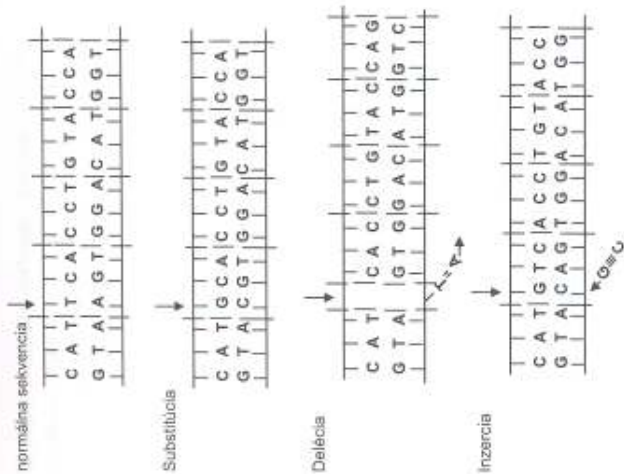 normálna sekvencia
C A T T C A C C T G T A C C A
G T A A G T G G A C A T G G T
Substitúcia
C A T G C A C C T G T A C C A
G T A C G T G G A C A T G G T
Delécia
C A T C A C C T G T A C C A G
G T A G T G G A C A T G G T C
=A
Inzercia
C A T G T C A C C T G T A C C
G T A C A G T G G A C A T G G
G≡C